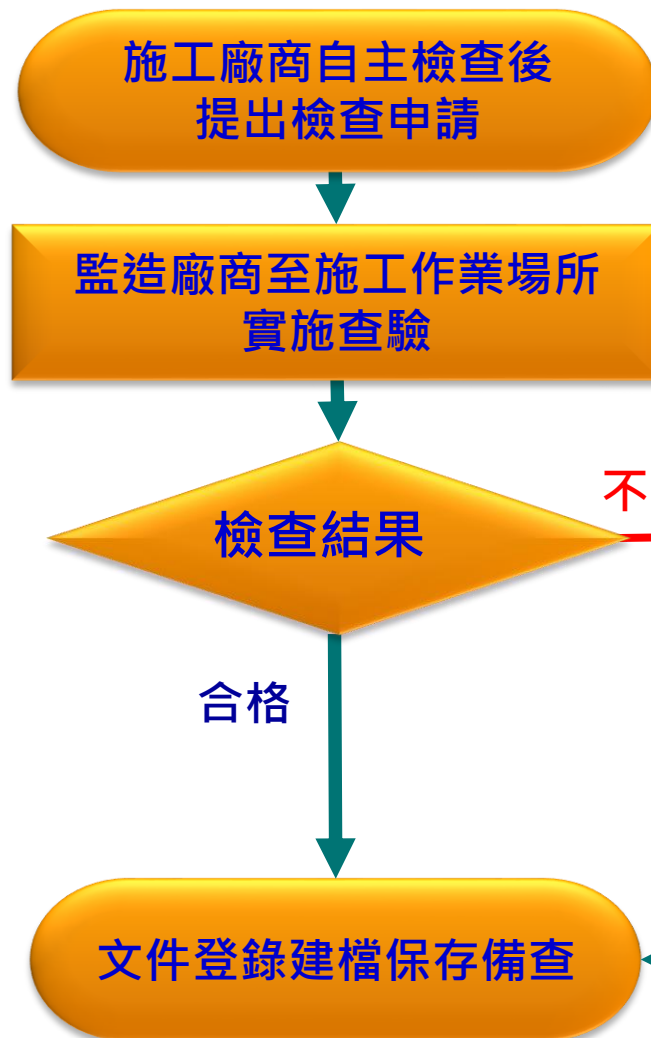 施工廠商自主檢查後
提出檢查申請
監造廠商至施工作業場所
實施查驗
不
檢查結果
合格
文件登錄建檔保存備查